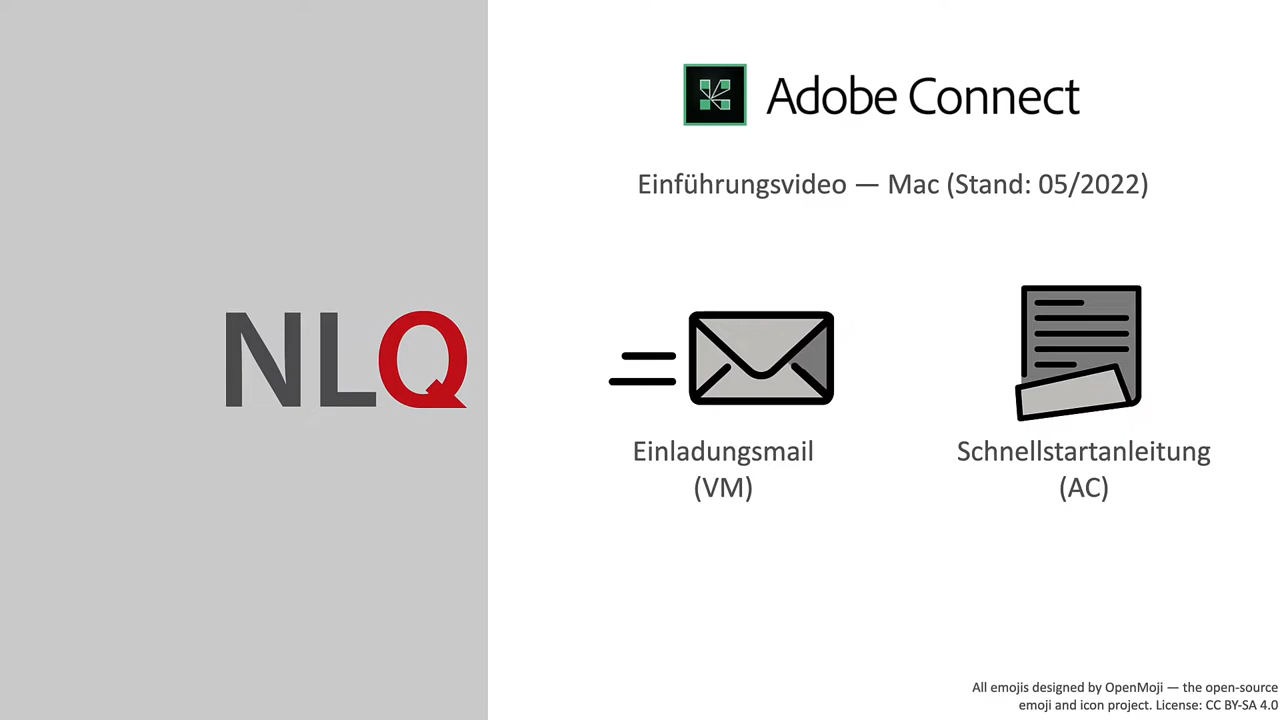 NLQ
Adobe Connect
Einführungsvideo — Mac (Stand: 05/2022)
Einladungsmail
(VM)
Schnellstartanleitung
(AC)
All emojis designed by OpenMoji — the open-source
emoji and icon project. License: CC BY-SA 4.0